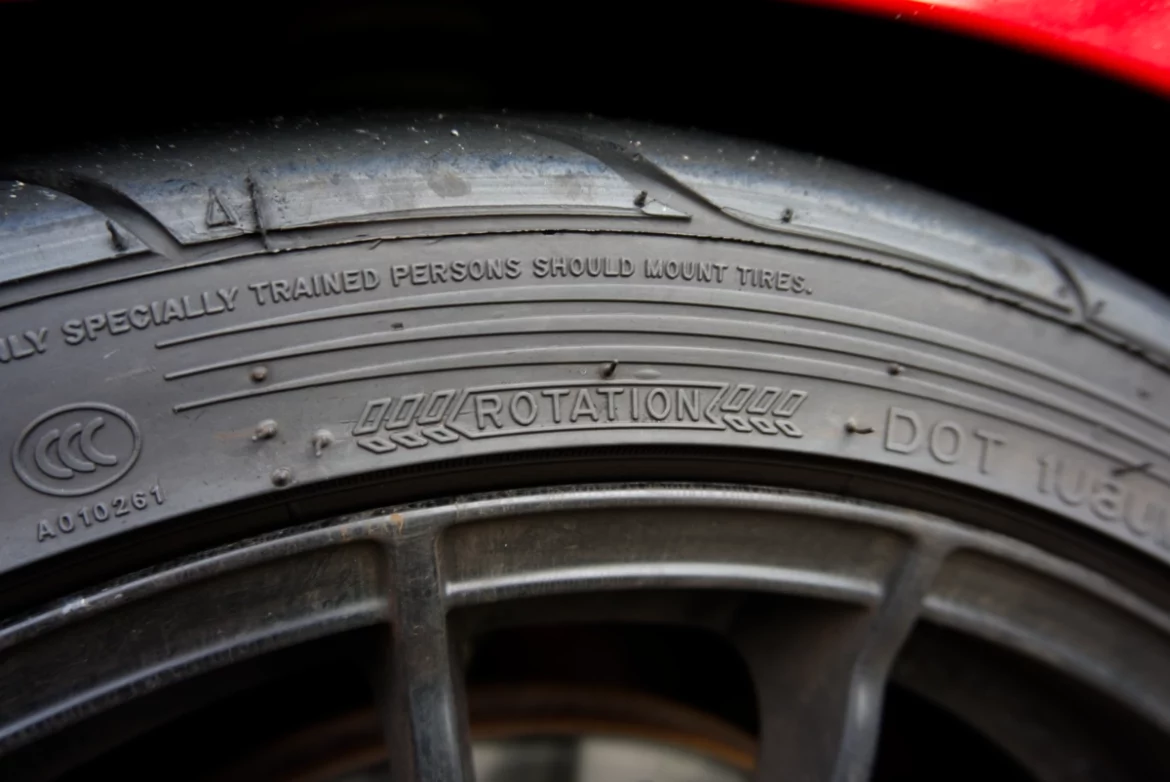 SPECIALLY TRAINED PERSONS SHOULD MOUNT TIRES.
ROTATION
CCC
DOT
A010261